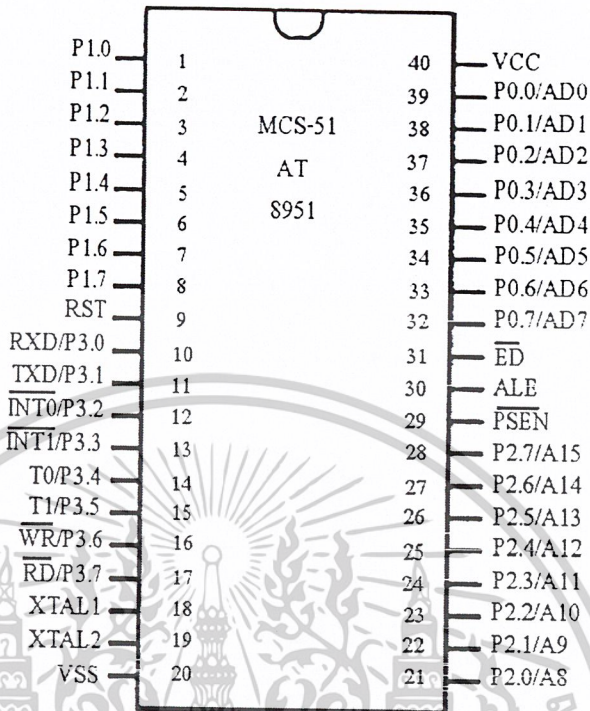 P1.0 1 40 VCC
P1.1 2 39 P0.0/AD0
P1.2 3 MCS-51 38 P0.1/AD1
P1.3 4 AT 37 P0.2/AD2
P1.4 5 8951 36 P0.3/AD3
P1.5 6 35 P0.4/AD4
P1.6 7 34 P0.5/AD5
P1.7 8 33 P0.6/AD6
RST 9 32 P0.7/AD7
RXD/P3.0 10 31 E̅D̅
TXD/P3.1 11 30 ALE
I̅N̅T̅0̅/P3.2 12 29 P̅S̅E̅N̅
I̅N̅T̅1̅/P3.3 13 28 P2.7/A15
T0/P3.4 14 27 P2.6/A14
T1/P3.5 15 26 P2.5/A13
W̅R̅/P3.6 16 25 P2.4/A12
R̅D̅/P3.7 17 24 P2.3/A11
XTAL1 18 23 P2.2/A10
XTAL2 19 22 P2.1/A9
VSS 20 21 P2.0/A8